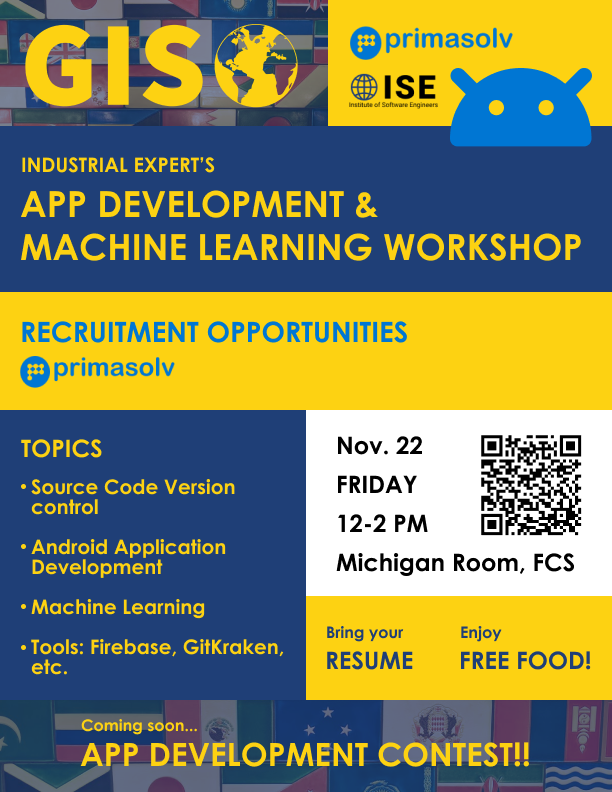 GISO
primasolv
ISE
Institute of Software Engineers
INDUSTRIAL EXPERT'S
APP DEVELOPMENT &
MACHINE LEARNING WORKSHOP
RECRUITMENT OPPORTUNITIES
primasolv
TOPICS
• Source Code Version
control
• Android Application
Development
• Machine Learning
• Tools: Firebase, GitKraken,
etc.
Nov. 22
FRIDAY
12-2 PM
Michigan Room, FCS
Bring your
RESUME
Enjoy
FREE FOOD!
Coming soon...
APP DEVELOPMENT CONTEST!!